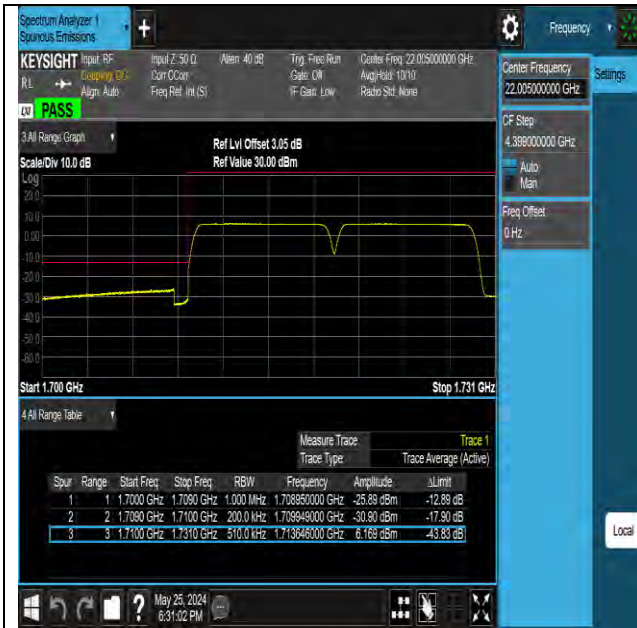 Spectrum Analyzer 1
Spurious Emissions
+
Frequency
KEYSIGHT Input: RF
Coupling: DC
Align: Auto
RL
Input Z: 50 Ω
Corr CCorr
Freq Ref: Int (S)
Atten: 40 dB
Trig: Free Run
Gate: Off
IF Gain: Low
Center Freq: 22.005000000 GHz
Avg|Hold: 10/10
Radio Std: None
LXI PASS
Center Frequency
22.005000000 GHz
Settings
CF Step
4.399000000 GHz
Auto
Man
Freq Offset
0 Hz
Local
3 All Range Graph
Scale/Div 10.0 dB
Ref Lvl Offset 3.05 dB
Ref Value 30.00 dBm
Log
20.0
10.0
0.00
-10.0
-20.0
-30.0
-40.0
-50.0
-60.0
Start 1.700 GHz
Stop 1.731 GHz
4 All Range Table
Measure Trace Trace 1
Trace Type Trace Average (Active)
Spur Range Start Freq Stop Freq RBW Frequency Amplitude ΔLimit
1 1 1.7000 GHz 1.7090 GHz 1.000 MHz 1.708950000 GHz -25.89 dBm -12.89 dB
2 2 1.7090 GHz 1.7100 GHz 200.0 kHz 1.709949000 GHz -30.90 dBm -17.90 dB
3 3 1.7100 GHz 1.7310 GHz 510.0 kHz 1.713646000 GHz 6.169 dBm -43.83 dB
?
May 25, 2024
6:31:02 PM